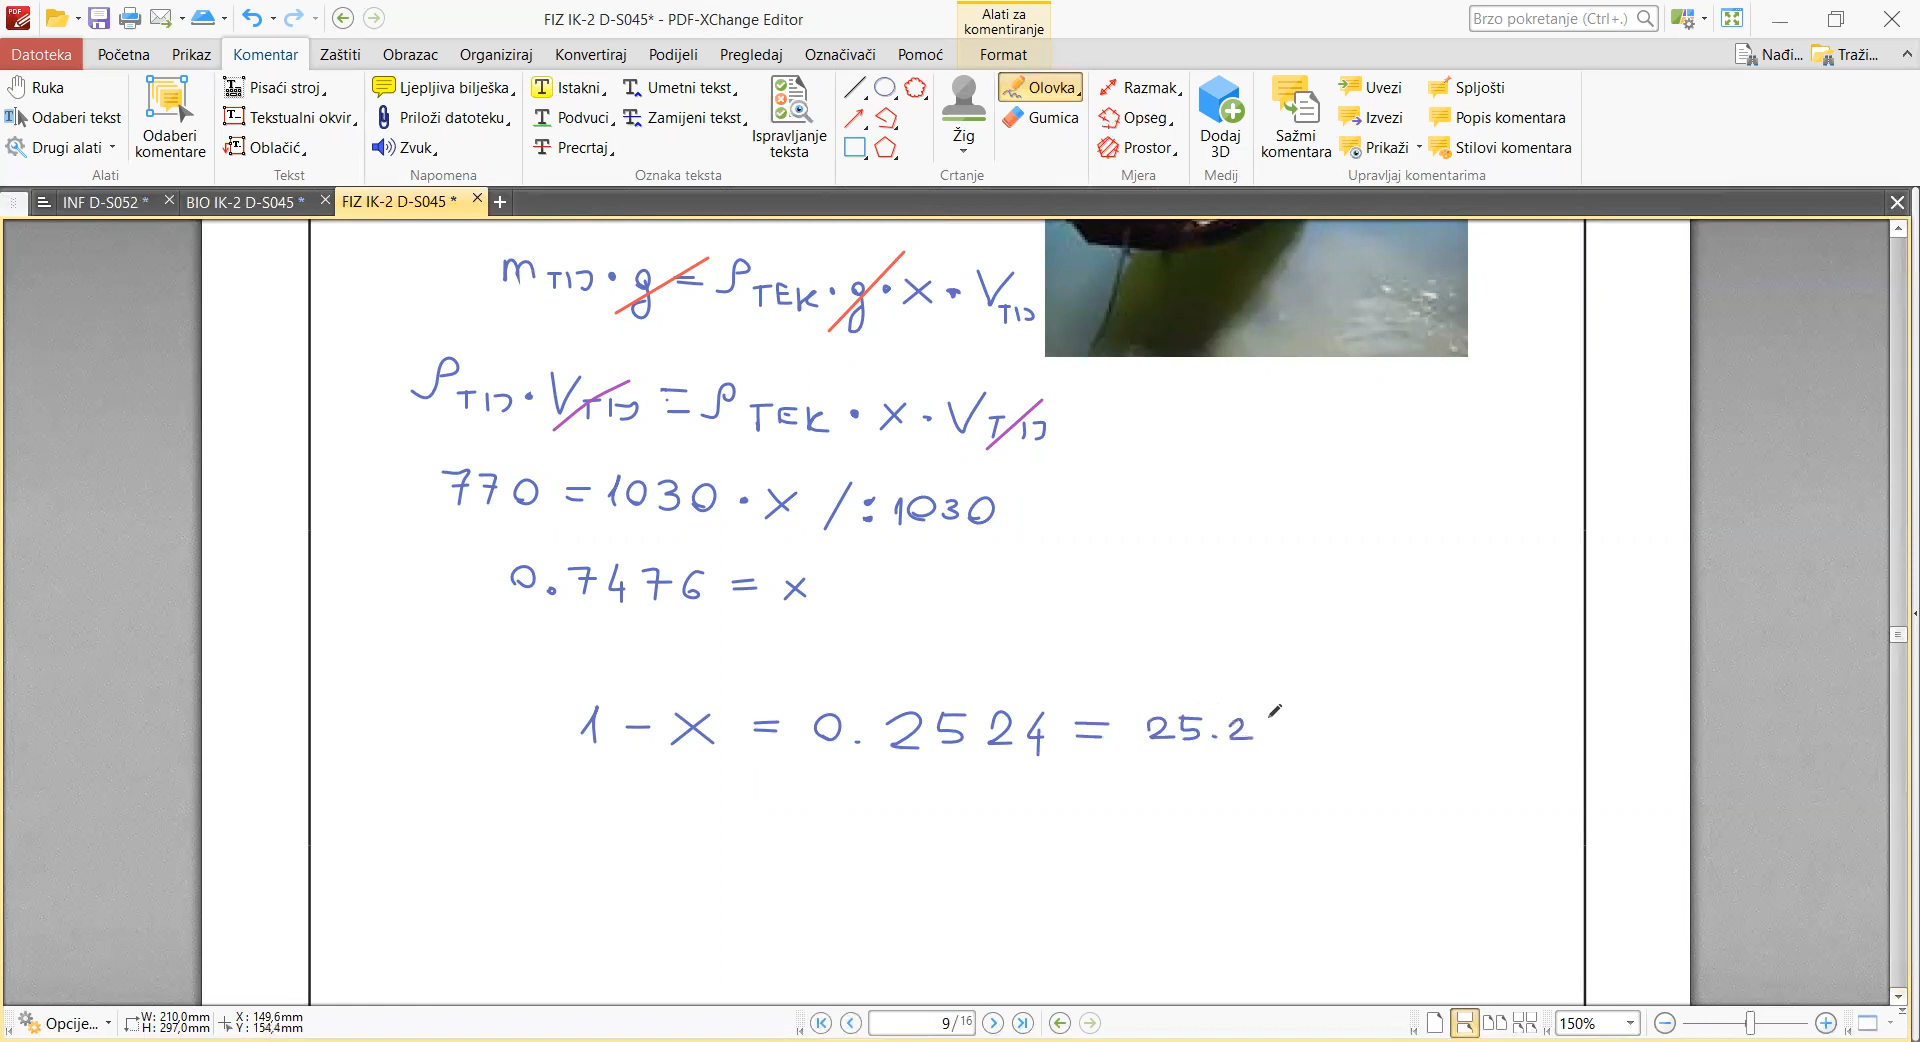 FIZ IK-2 D-S045* - PDF-XChange Editor
Alati za komentiranje
Brzo pokretanje (Ctrl+.)
Datoteka Početna Prikaz Komentar Zaštiti Obrazac Organiziraj Konvertiraj Podijeli Pregledaj Označivači Pomoć Format Nađi... Traži...
Ruka Pisaći stroj Ljepljiva bilješka Istakni Umetni tekst Olovka Razmak Uvezi Spljošti
Odaberi tekst Tekstualni okvir Priloži datoteku Podvuci Zamijeni tekst Gumica Opseg Izvezi Popis komentara
Drugi alati Odaberi komentare Oblačić Zvuk Precrtaj Ispravljanje teksta Žig Prostor Dodaj 3D Sažmi komentara Prikaži Stilovi komentara
Alati Tekst Napomena Oznaka teksta Crtanje Mjera Medij Upravljaj komentarima
INF D-S052 * BIO IK-2 D-S045 * FIZ IK-2 D-S045 *
m TIJ · g = ρ TEK · g · x · V TIJ
ρ TIJ · V TIJ = ρ TEK · x · V TIJ
770 = 1030 · x / : 1030
0.7476 = x
1 - x = 0.2524 = 25.2
Opcije... W: 210,0mm X: 149,6mm
H: 297,0mm Y: 154,4mm
9 / 16
150%